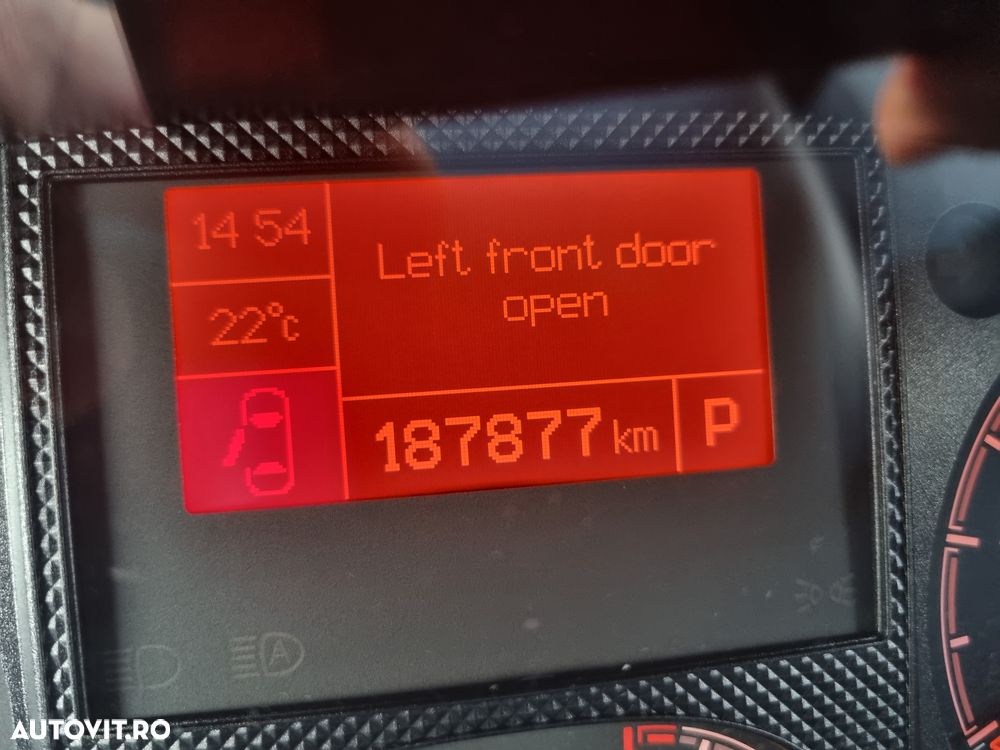 14 54
Left front door
open
22°c
187877 km
P
A
AUTOVIT.RO